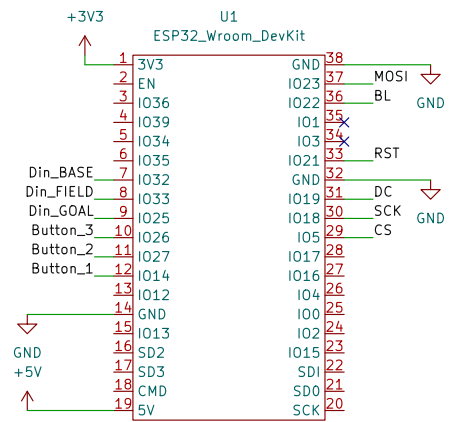 +3V3
U1
ESP32_Wroom_DevKit
1 3V3 GND 38
2 EN IO23 37 MOSI
3 IO36 IO22 36 BL
GND
4 IO39 IO1 35
5 IO34 IO3 34
6 IO35 IO21 33 RST
Din_BASE 7 IO32 GND 32
Din_FIELD 8 IO33 IO19 31 DC
Din_GOAL 9 IO25 IO18 30 SCK
GND
Button_3 10 IO26 IO5 29 CS
Button_2 11 IO27 IO17 28
Button_1 12 IO14 IO16 27
13 IO12 IO4 26
14 GND IO0 25
15 IO13 IO2 24
GND
16 SD2 IO15 23
+5V
17 SD3 SDI 22
18 CMD SD0 21
19 5V SCK 20